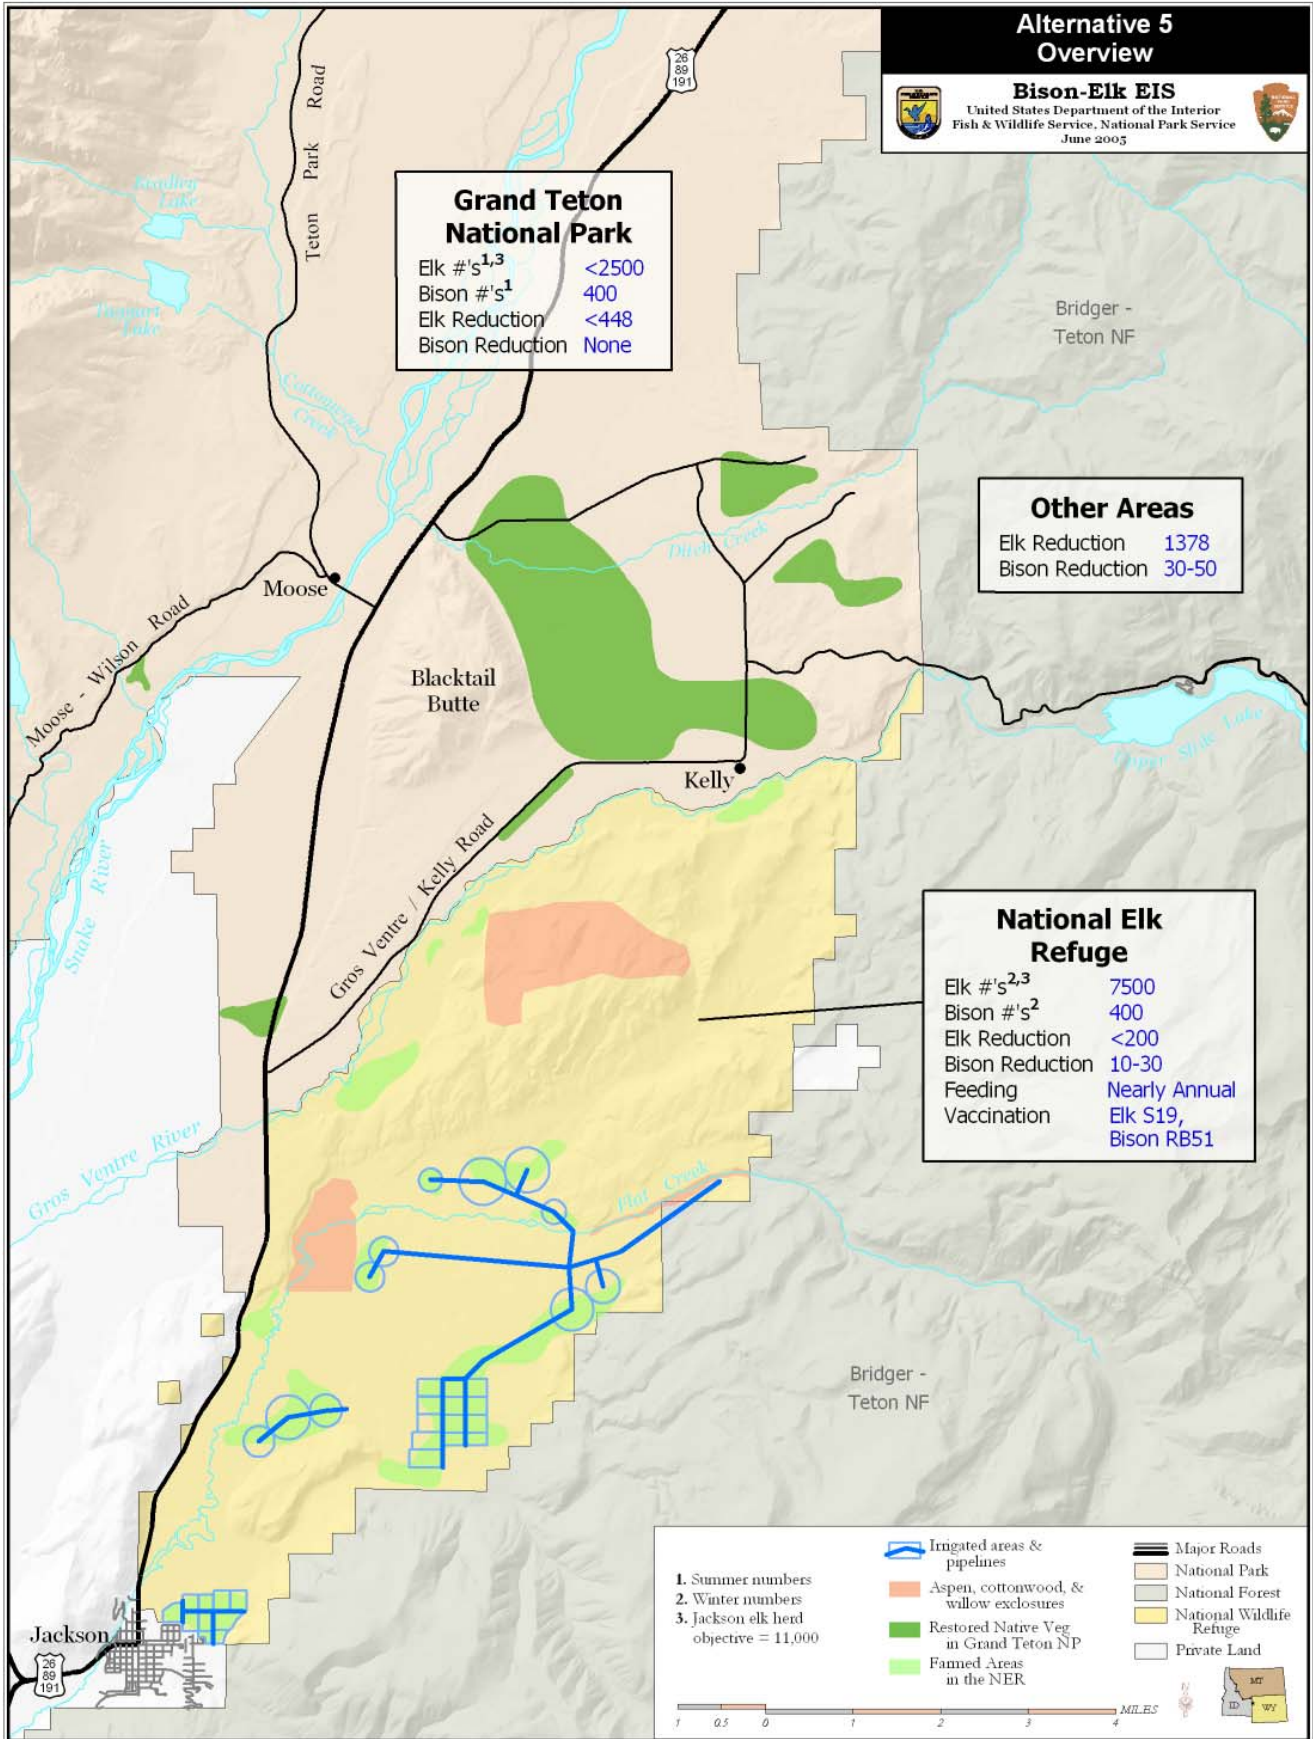 Alternative 5
Overview
Bison-Elk EIS
United States Department of the Interior
Fish & Wildlife Service, National Park Service
June 2005
26
89
191
Teton Park Road
Bradley
Lake
Taggart
Lake
Cottonwood
Creek
Grand Teton
National Park
Elk #'s1,3 <2500
Bison #'s1 400
Elk Reduction <448
Bison Reduction None
Bridger -
Teton NF
Other Areas
Elk Reduction 1378
Bison Reduction 30-50
Ditch Creek
Moose
Moose - Wilson Road
Blacktail
Butte
Upper Slide Lake
Kelly
Snake River
Gros Ventre / Kelly Road
National Elk
Refuge
Elk #'s2,3 7500
Bison #'s2 400
Elk Reduction <200
Bison Reduction 10-30
Feeding Nearly Annual
Vaccination Elk S19,
Bison RB51
Gros Ventre River
Flat Creek
Bridger -
Teton NF
Jackson
26
89
191
1. Summer numbers
2. Winter numbers
3. Jackson elk herd
objective = 11,000
Irrigated areas &
pipelines
Aspen, cottonwood, &
willow exclosures
Restored Native Veg
in Grand Teton NP
Farmed Areas
in the NER
Major Roads
National Park
National Forest
National Wildlife
Refuge
Private Land
1 0.5 0 1 2 3 4 MILES
N
MT
ID
WY